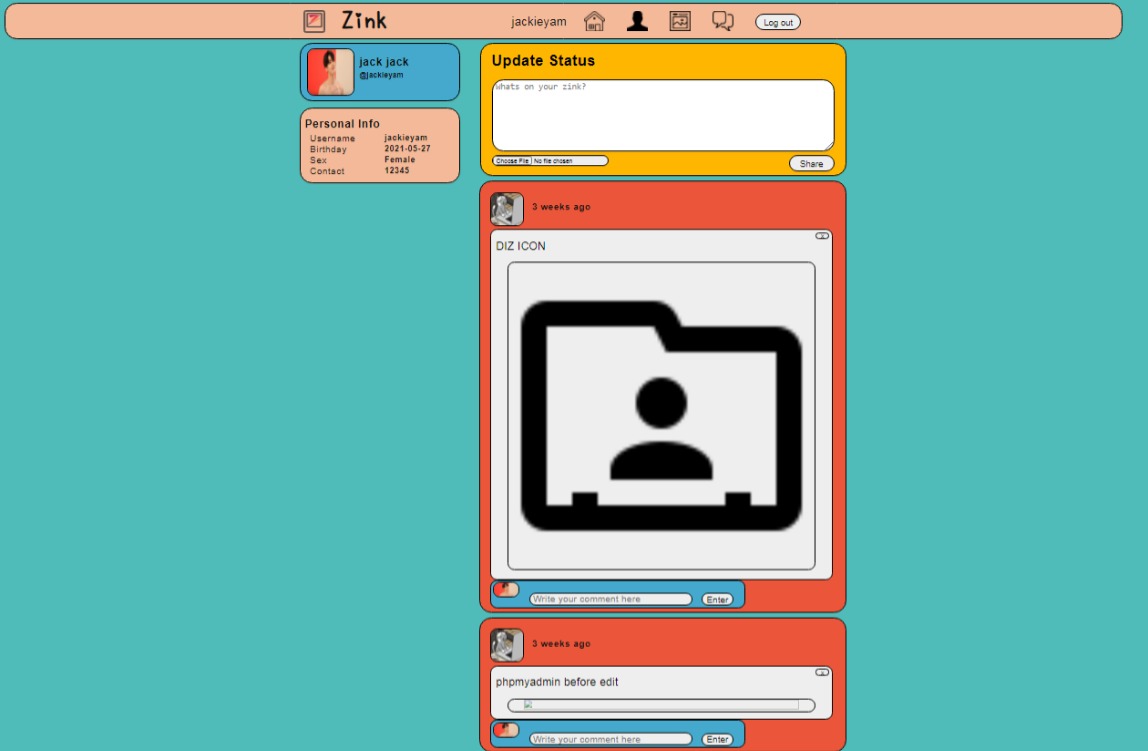 Zink
jackieyam
Log out
jack jack
@jackieyam
Personal Info
Username jackieyam
Birthday 2021-05-27
Sex Female
Contact 12345
Update Status
Whats on your zink?
Choose File No file chosen
Share
3 weeks ago
DIZ ICON
Write your comment here
Enter
3 weeks ago
phpmyadmin before edit
Write your comment here
Enter